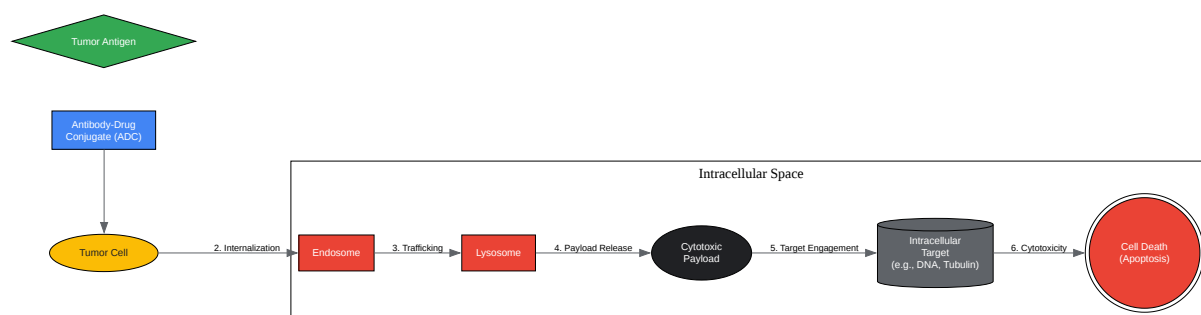 Tumor Antigen
Antibody-Drug
Conjugate (ADC)
Intracellular Space
Tumor Cell
2. Internalization
Endosome
3. Trafficking
Lysosome
4. Payload Release
Cytotoxic
Payload
5. Target Engagement
Intracellular
Target
(e.g., DNA, Tubulin)
6. Cytotoxicity
Cell Death
(Apoptosis)